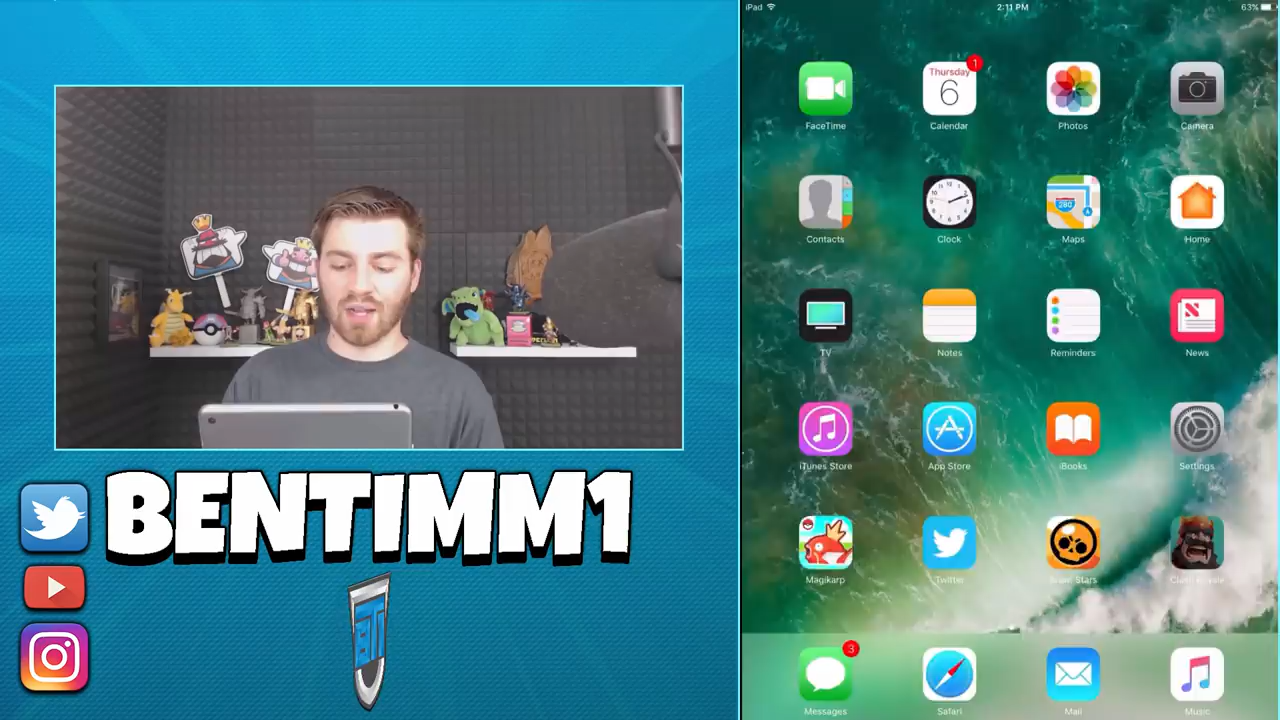 iPad
2:11 PM
63%
FaceTime
Thursday
6
1
Calendar
Photos
Camera
Contacts
Clock
280
Maps
Home
TV
Notes
Reminders
News
iTunes Store
App Store
iBooks
Settings
Magikarp
Twitter
Brawl Stars
Clash Royale
3
Messages
Safari
Mail
Music
BENTIMM1
BT